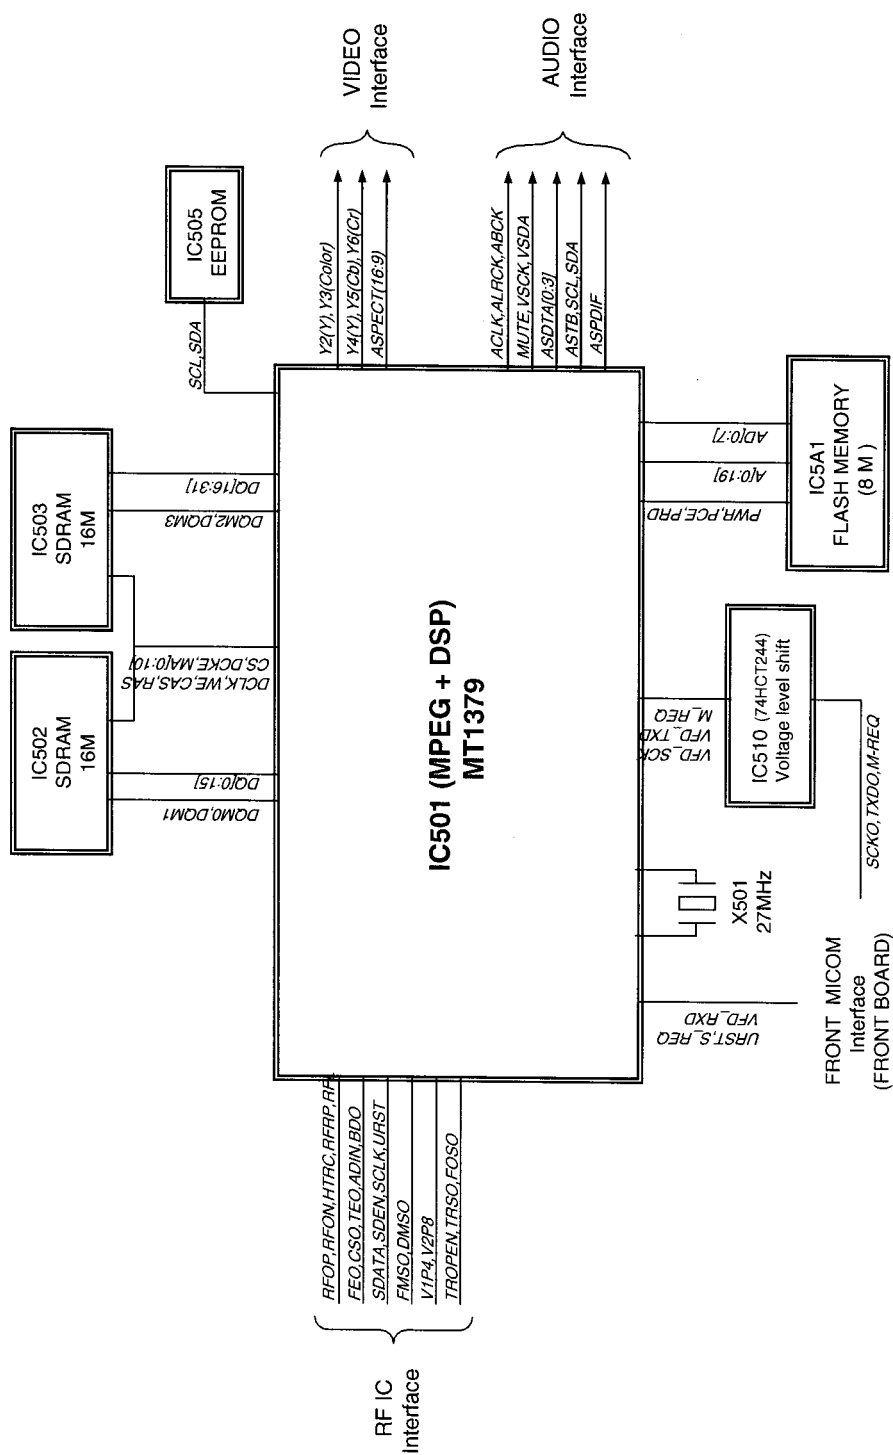 IC502
SDRAM
16M
IC503
SDRAM
16M
IC505
EEPROM
DQM0,DQM1
DQ[0:15]
DCLK,WE,CAS,RAS
CS,DCKE,MA[0:10]
DQM2,DQM3
DQ[16:31]
SCL,SDA
RF IC
Interface
RFOP,RFON,HTRC,RFRP,RFL
FEO,CSO,TEO,ADIN,BDO
SDATA,SDEN,SCLK,URST
FMSO,DMSO
V1P4,V2P8
TROPEN,TRSO,FOSO
IC501 (MPEG + DSP)
MT1379
Y2(Y),Y3(Color)
Y4(Y),Y5(Cb),Y6(Cr)
ASPECT(16:9)
VIDEO
Interface
ACLK,ALRCK,ABCK
MUTE,VSCK,VSDA
ASDTA[0:3]
ASTB,SCL,SDA
ASPDIF
AUDIO
Interface
URST,S_REQ
VFD_RXD
FRONT MICOM
Interface
(FRONT BOARD)
X501
27MHz
VFD_SCK
VFD_TXD
M_REQ
IC510 (74HCT244)
Voltage level shift
SCKO,TXDO,M-REQ
PWR,PCE,PRD
A[0:19]
AD[0:7]
IC5A1
FLASH MEMORY
(8 M )